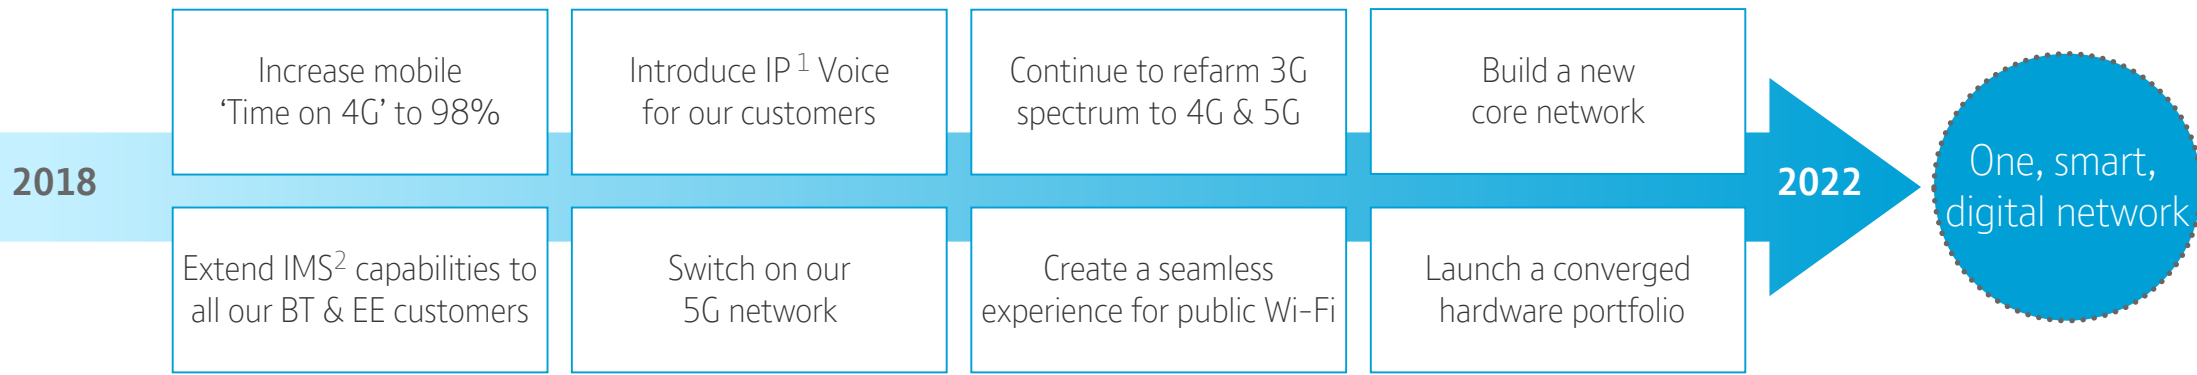 2018
Increase mobile
‘Time on 4G’ to 98%
Introduce IP 1 Voice
for our customers
Continue to refarm 3G
spectrum to 4G & 5G
Build a new
core network
Extend IMS2 capabilities to
all our BT & EE customers
Switch on our
5G network
Create a seamless
experience for public Wi-Fi
Launch a converged
hardware portfolio
2022
One, smart,
digital network